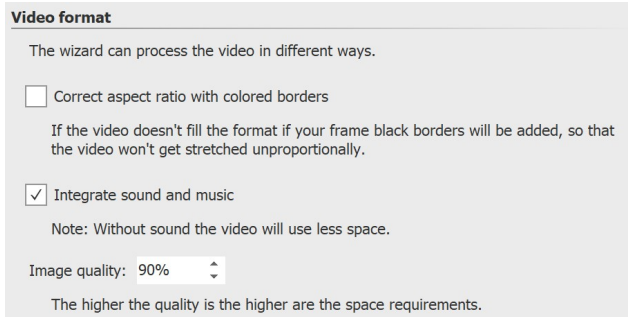 Video format
The wizard can process the video in different ways.
Correct aspect ratio with colored borders
If the video doesn't fill the format if your frame black borders will be added, so that
the video won't get stretched unproportionally.
Integrate sound and music
Note: Without sound the video will use less space.
Image quality: 90%
The higher the quality is the higher are the space requirements.